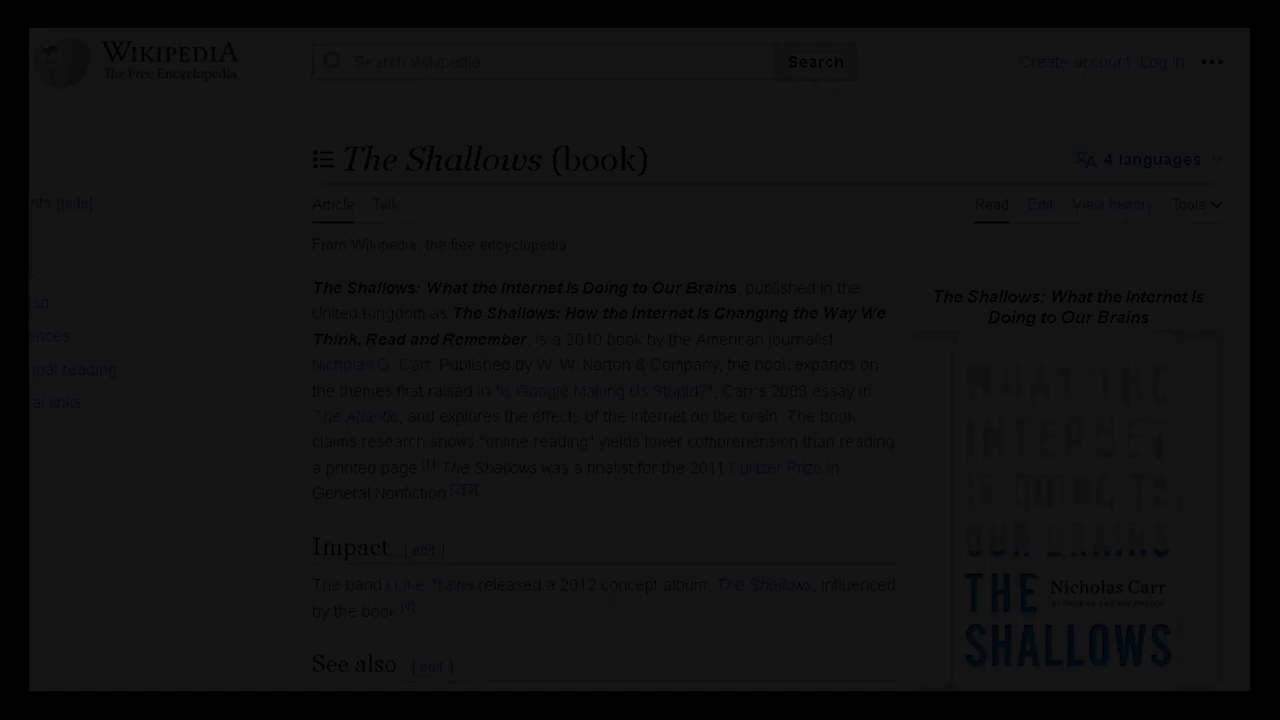 WIKIPEDIA
The Free Encyclopedia
Search Wikipedia
Search
Create account Log in
The Shallows (book)
4 languages
nts [hide]
Article Talk
Read Edit View history Tools
From Wikipedia, the free encyclopedia
The Shallows: What the Internet Is Doing to Our Brains, published in the
United Kingdom as The Shallows: How the Internet Is Changing the Way We
Think, Read and Remember, is a 2010 book by the American journalist
Nicholas G. Carr. Published by W. W. Norton & Company, the book expands on
the themes first raised in "Is Google Making Us Stupid?", Carr's 2008 essay in
The Atlantic, and explores the effects of the Internet on the brain. The book
claims research shows "online reading" yields lower comprehension than reading
a printed page.[1] The Shallows was a finalist for the 2011 Pulitzer Prize in
General Nonfiction.[2][3]
so
ences
nal reading
al links
Impact [ edit ]
The band I Like Trains released a 2012 concept album, The Shallows, influenced
by the book.[4]
See also [ edit ]
The Shallows: What the Internet Is
Doing to Our Brains
WHAT THE
INTERNET
IS DOING TO
OUR BRAINS
THE
Nicholas Carr
SHALLOWS